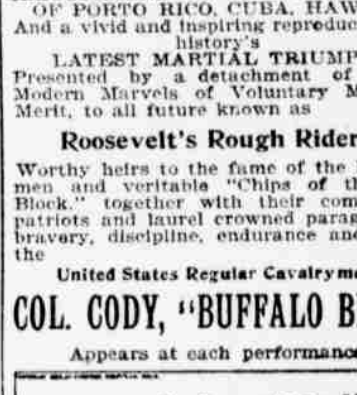 OF PORTO RICO, CUBA, HAW
And a vivid and inspiring reproduc
history's
LATEST MARTIAL TRIUMP
Presented by a detachment of
Modern Marvels of Voluntary M
Merit, to all future known as
Roosevelt's Rough Rider
Worthy heirs to the fame of the
men and veritable "Chips of th
Block." together with their com
patriots and laurel crowned para
bravery, discipline, endurance an
the
United States Regular Cavalrym
COL. CODY, "BUFFALO B
Appears at each performanc